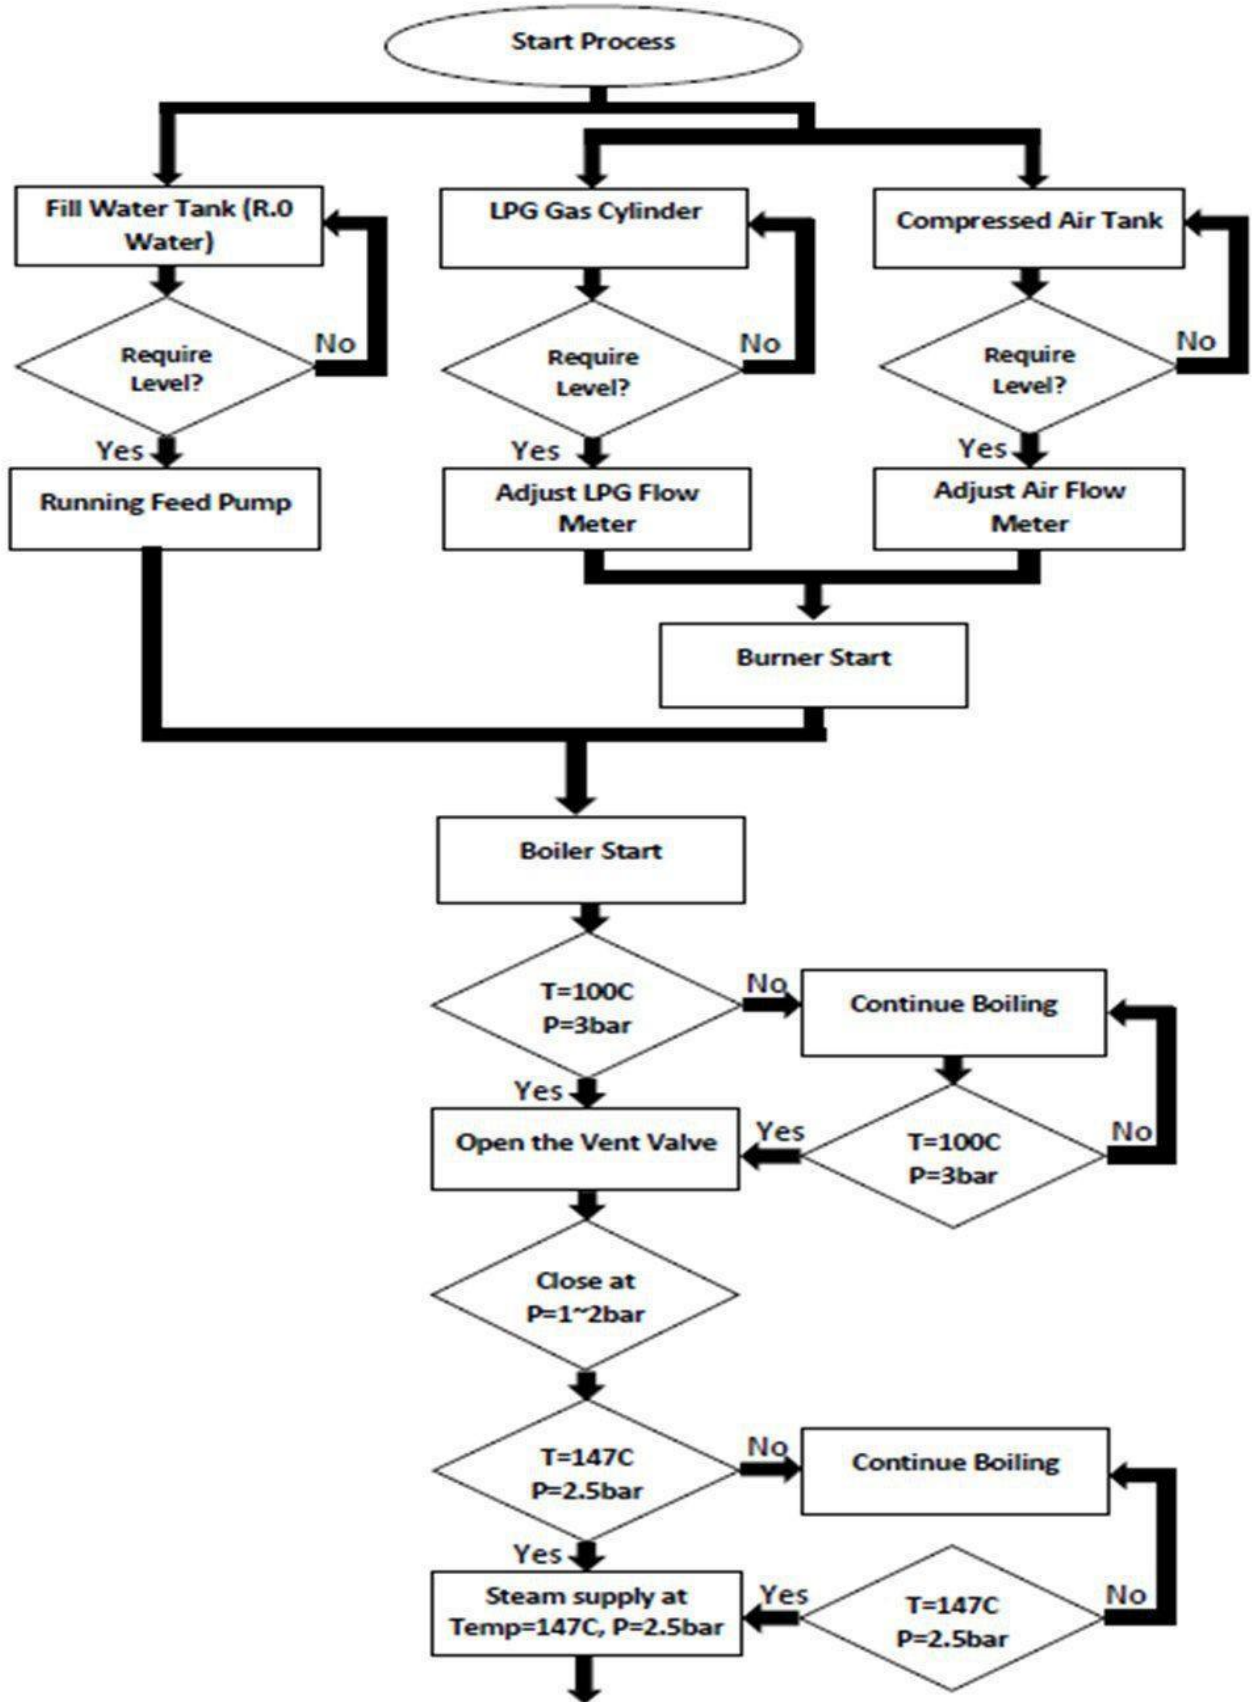 Start Process
Fill Water Tank (R.0
Water)
LPG Gas Cylinder
Compressed Air Tank
Require
Level?
No
Require
Level?
No
Require
Level?
No
Yes
Yes
Yes
Running Feed Pump
Adjust LPG Flow
Meter
Adjust Air Flow
Meter
Burner Start
Boiler Start
T=100C
P=3bar
No
Continue Boiling
Yes
Open the Vent Valve
Yes
T=100C
P=3bar
No
Close at
P=1~2bar
T=147C
P=2.5bar
No
Continue Boiling
Yes
Steam supply at
Temp=147C, P=2.5bar
Yes
T=147C
P=2.5bar
No